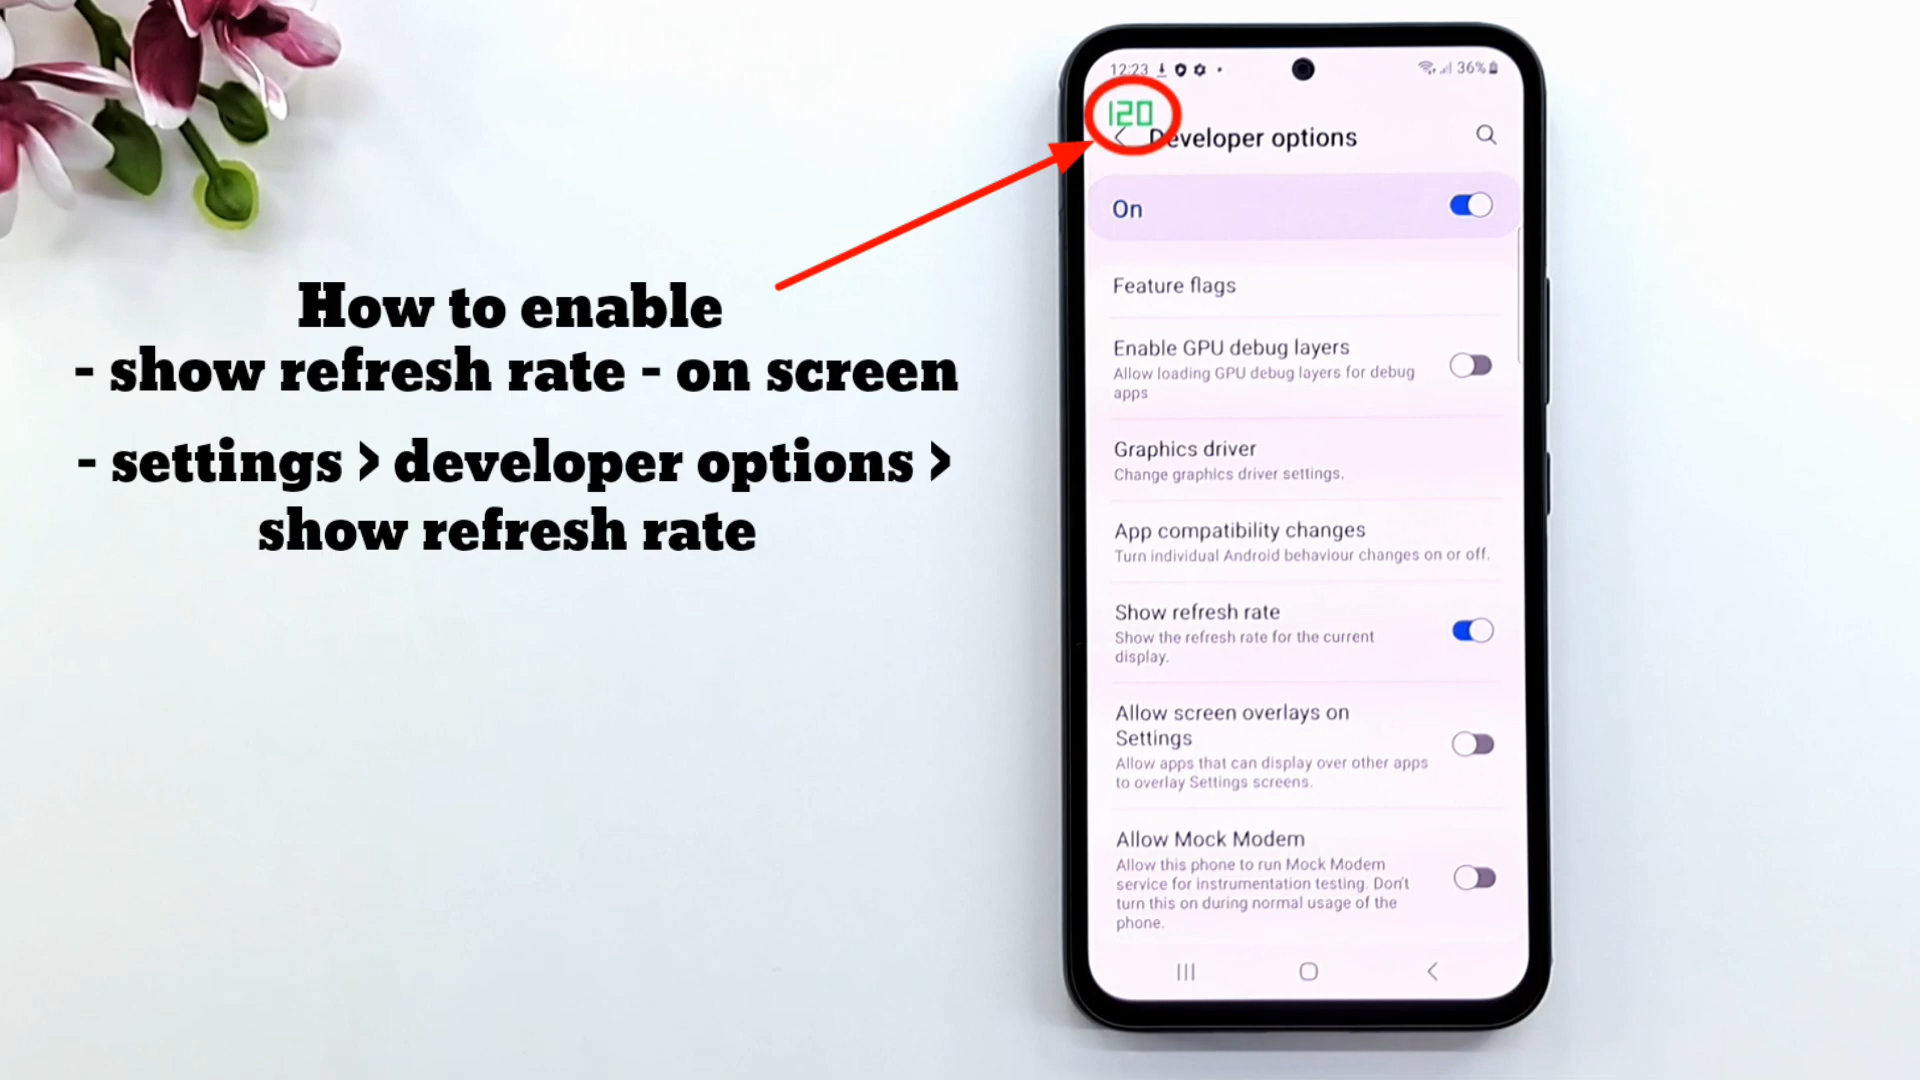 12:23
36%
120
Developer options
On
Feature flags
Enable GPU debug layers
Allow loading GPU debug layers for debug
apps
Graphics driver
Change graphics driver settings.
App compatibility changes
Turn individual Android behaviour changes on or off.
Show refresh rate
Show the refresh rate for the current
display.
Allow screen overlays on
Settings
Allow apps that can display over other apps
to overlay Settings screens.
Allow Mock Modem
Allow this phone to run Mock Modem
service for instrumentation testing. Don't
turn this on during normal usage of the
phone.
How to enable
- show refresh rate - on screen
- settings > developer options >
show refresh rate